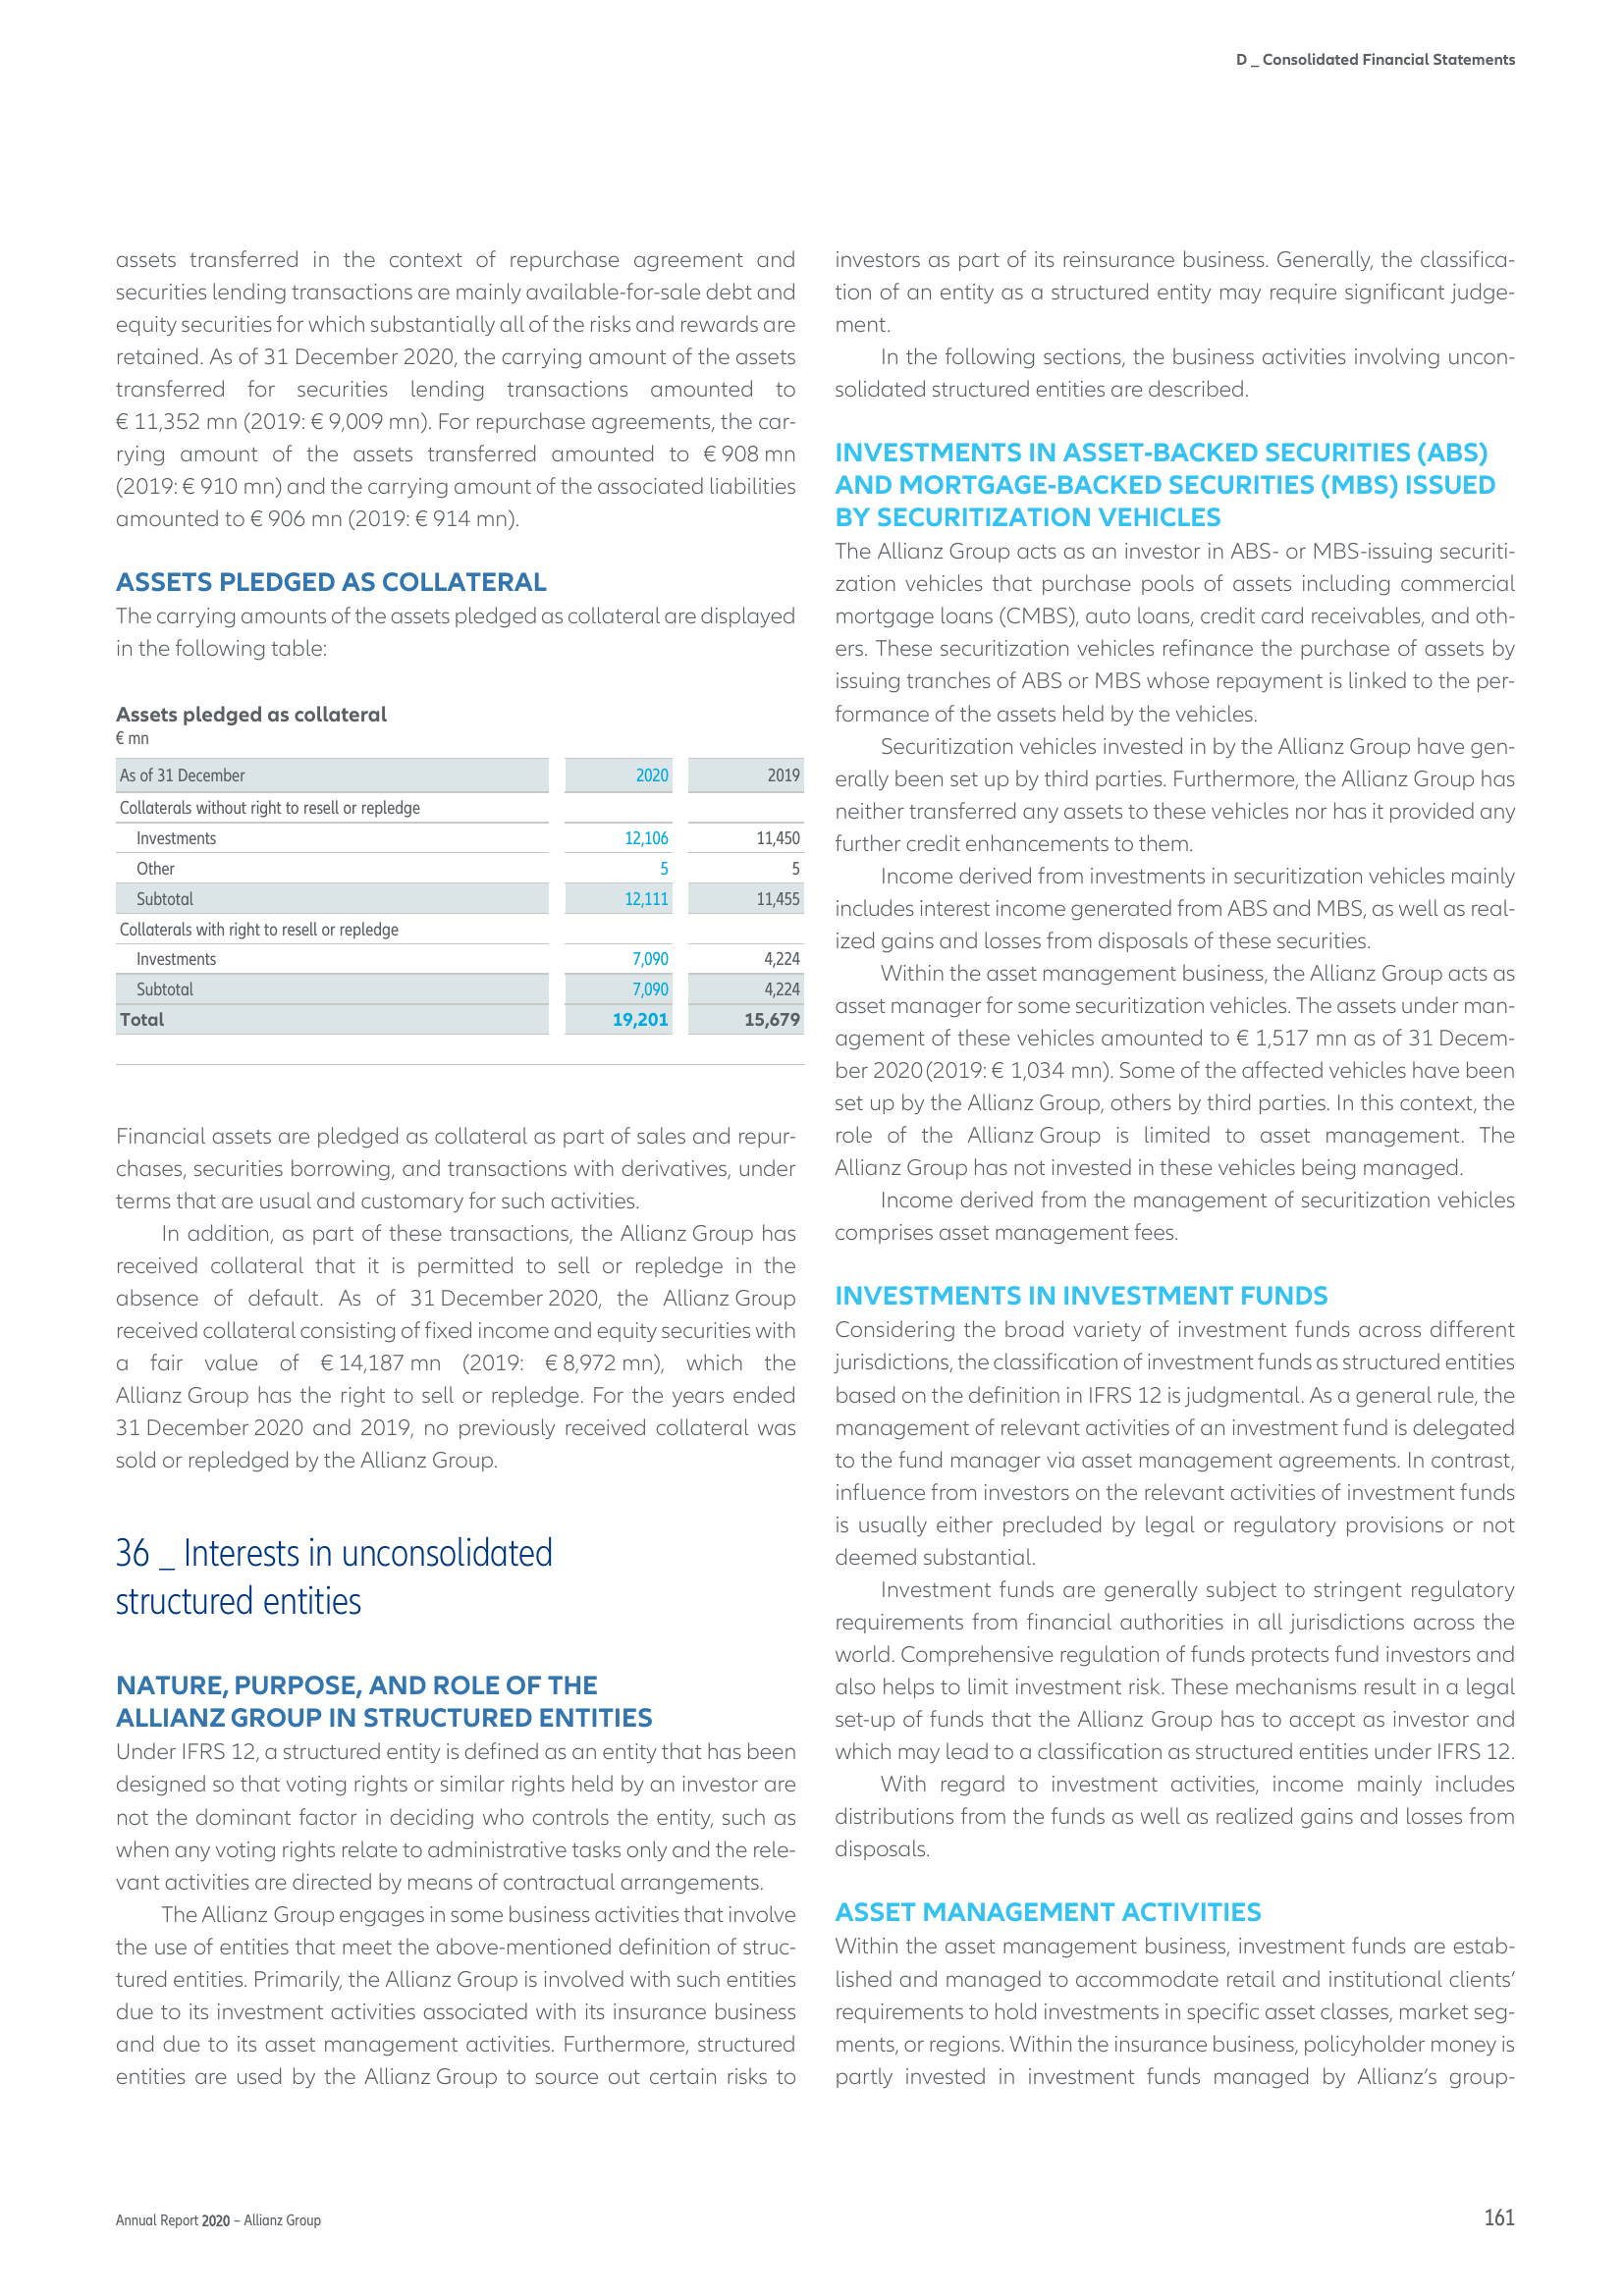 D _ Consolidated Financial Statements
assets transferred in the context of repurchase agreement and
securities lending transactions are mainly available-for-sale debt and
equity securities for which substantially all of the risks and rewards are
retained. As of 31 December 2020, the carrying amount of the assets
transferred for securities lending transactions amounted to
€ 11,352 mn (2019: € 9,009 mn). For repurchase agreements, the car-
rying amount of the assets transferred amounted to € 908 mn
(2019: € 910 mn) and the carrying amount of the associated liabilities
amounted to € 906 mn (2019: € 914 mn).
ASSETS PLEDGED AS COLLATERAL
The carrying amounts of the assets pledged as collateral are displayed
in the following table:
Assets pledged as collateral
€ mn
As of 31 December 2020 2019
Collaterals without right to resell or repledge
Investments 12,106 11,450
Other 5 5
Subtotal 12,111 11,455
Collaterals with right to resell or repledge
Investments 7,090 4,224
Subtotal 7,090 4,224
Total 19,201 15,679
Financial assets are pledged as collateral as part of sales and repur-
chases, securities borrowing, and transactions with derivatives, under
terms that are usual and customary for such activities.
In addition, as part of these transactions, the Allianz Group has
received collateral that it is permitted to sell or repledge in the
absence of default. As of 31 December 2020, the Allianz Group
received collateral consisting of fixed income and equity securities with
a fair value of € 14,187 mn (2019: € 8,972 mn), which the
Allianz Group has the right to sell or repledge. For the years ended
31 December 2020 and 2019, no previously received collateral was
sold or repledged by the Allianz Group.
36 _ Interests in unconsolidated
structured entities
NATURE, PURPOSE, AND ROLE OF THE
ALLIANZ GROUP IN STRUCTURED ENTITIES
Under IFRS 12, a structured entity is defined as an entity that has been
designed so that voting rights or similar rights held by an investor are
not the dominant factor in deciding who controls the entity, such as
when any voting rights relate to administrative tasks only and the rele-
vant activities are directed by means of contractual arrangements.
The Allianz Group engages in some business activities that involve
the use of entities that meet the above-mentioned definition of struc-
tured entities. Primarily, the Allianz Group is involved with such entities
due to its investment activities associated with its insurance business
and due to its asset management activities. Furthermore, structured
entities are used by the Allianz Group to source out certain risks to
investors as part of its reinsurance business. Generally, the classifica-
tion of an entity as a structured entity may require significant judge-
ment.
In the following sections, the business activities involving uncon-
solidated structured entities are described.
INVESTMENTS IN ASSET-BACKED SECURITIES (ABS)
AND MORTGAGE-BACKED SECURITIES (MBS) ISSUED
BY SECURITIZATION VEHICLES
The Allianz Group acts as an investor in ABS- or MBS-issuing securiti-
zation vehicles that purchase pools of assets including commercial
mortgage loans (CMBS), auto loans, credit card receivables, and oth-
ers. These securitization vehicles refinance the purchase of assets by
issuing tranches of ABS or MBS whose repayment is linked to the per-
formance of the assets held by the vehicles.
Securitization vehicles invested in by the Allianz Group have gen-
erally been set up by third parties. Furthermore, the Allianz Group has
neither transferred any assets to these vehicles nor has it provided any
further credit enhancements to them.
Income derived from investments in securitization vehicles mainly
includes interest income generated from ABS and MBS, as well as real-
ized gains and losses from disposals of these securities.
Within the asset management business, the Allianz Group acts as
asset manager for some securitization vehicles. The assets under man-
agement of these vehicles amounted to € 1,517 mn as of 31 Decem-
ber 2020 (2019: € 1,034 mn). Some of the affected vehicles have been
set up by the Allianz Group, others by third parties. In this context, the
role of the Allianz Group is limited to asset management. The
Allianz Group has not invested in these vehicles being managed.
Income derived from the management of securitization vehicles
comprises asset management fees.
INVESTMENTS IN INVESTMENT FUNDS
Considering the broad variety of investment funds across different
jurisdictions, the classification of investment funds as structured entities
based on the definition in IFRS 12 is judgmental. As a general rule, the
management of relevant activities of an investment fund is delegated
to the fund manager via asset management agreements. In contrast,
influence from investors on the relevant activities of investment funds
is usually either precluded by legal or regulatory provisions or not
deemed substantial.
Investment funds are generally subject to stringent regulatory
requirements from financial authorities in all jurisdictions across the
world. Comprehensive regulation of funds protects fund investors and
also helps to limit investment risk. These mechanisms result in a legal
set-up of funds that the Allianz Group has to accept as investor and
which may lead to a classification as structured entities under IFRS 12.
With regard to investment activities, income mainly includes
distributions from the funds as well as realized gains and losses from
disposals.
ASSET MANAGEMENT ACTIVITIES
Within the asset management business, investment funds are estab-
lished and managed to accommodate retail and institutional clients’
requirements to hold investments in specific asset classes, market seg-
ments, or regions. Within the insurance business, policyholder money is
partly invested in investment funds managed by Allianz’s group-
Annual Report 2020 – Allianz Group
161